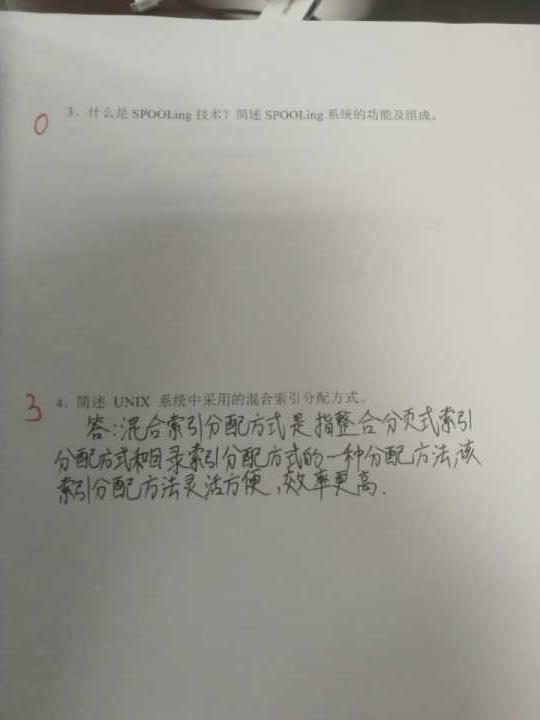 0
3．什么是 SPOOLing 技术？简述 SPOOLing 系统的功能及组成。
3
4．简述 UNIX 系统中采用的混合索引分配方式。
答：混合索引分配方式是指整合分页式索引
分配方式和目录索引分配方式的一种分配方法，该
索引分配方法灵活方便，效率更高.